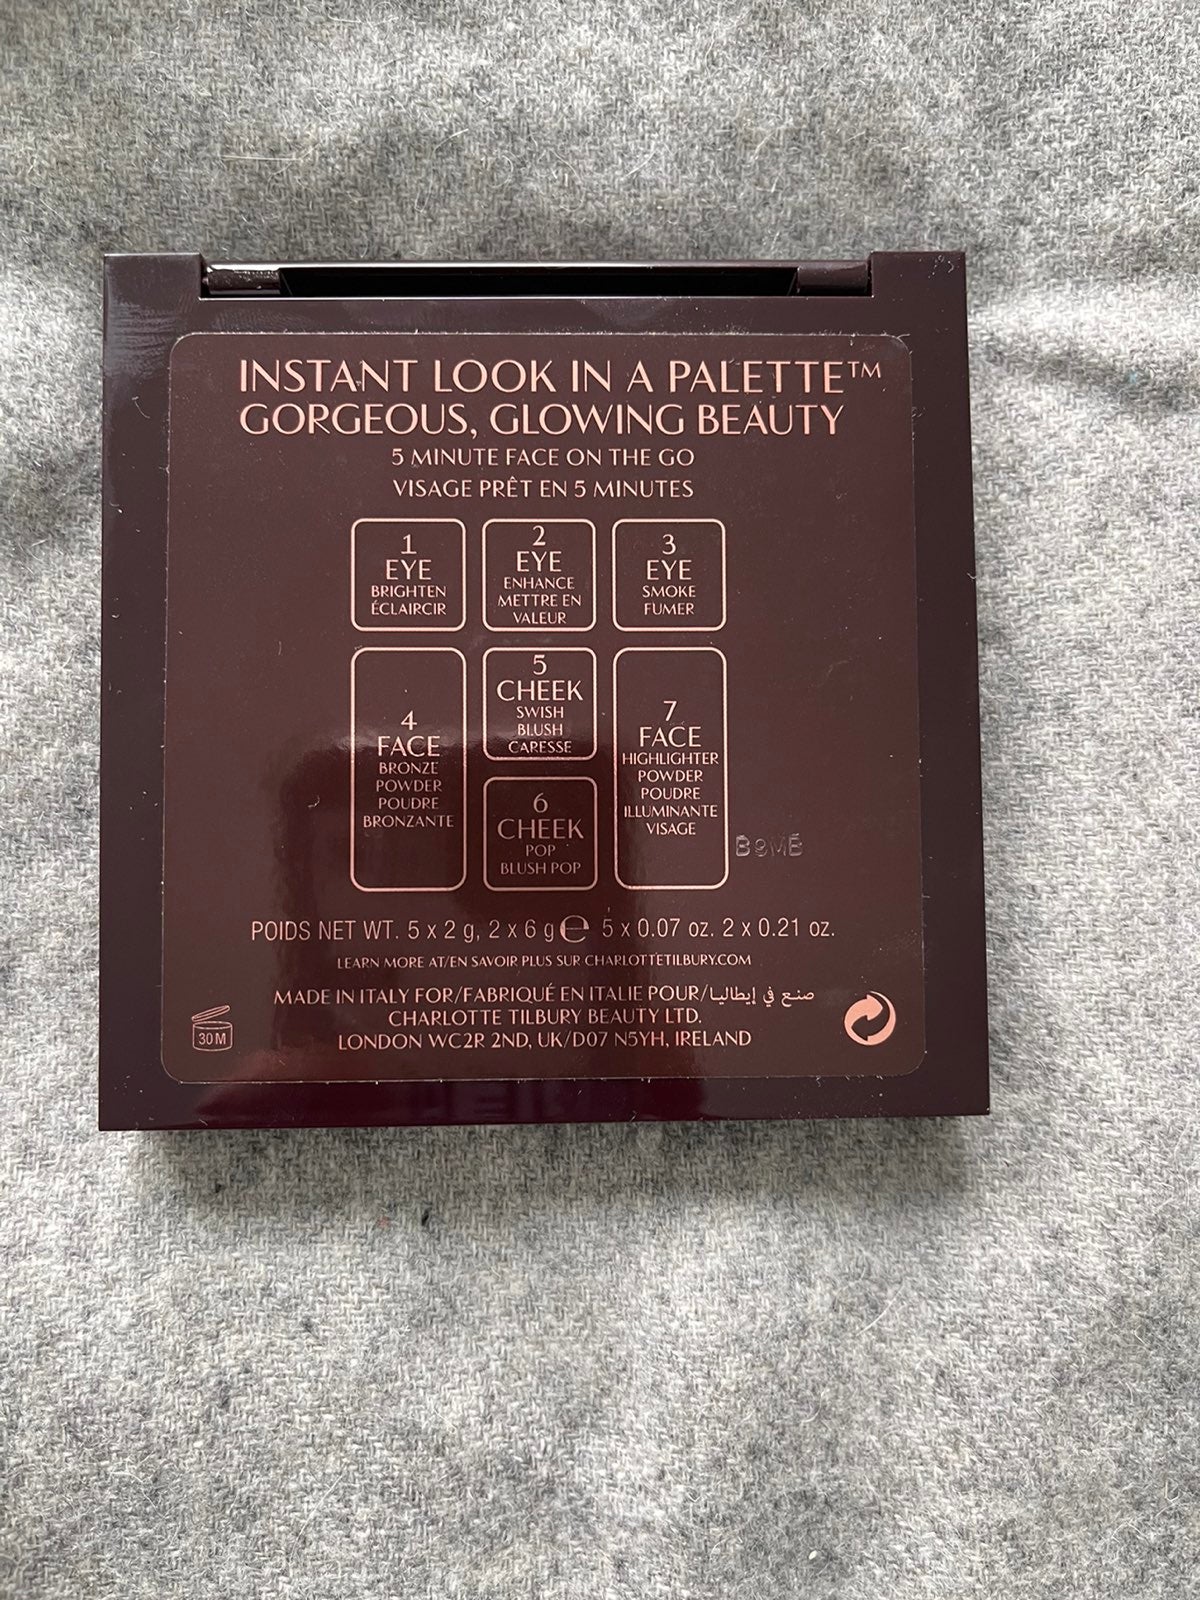 INSTANT LOOK IN A PALETTE™
GORGEOUS, GLOWING BEAUTY
5 MINUTE FACE ON THE GO
VISAGE PRÊT EN 5 MINUTES
1
EYE
BRIGHTEN
ÉCLAIRCIR
2
EYE
ENHANCE
METTRE EN
VALEUR
3
EYE
SMOKE
FUMER
4
FACE
BRONZE
POWDER
POUDRE
BRONZANTE
5
CHEEK
SWISH
BLUSH
CARESSE
6
CHEEK
POP
BLUSH POP
7
FACE
HIGHLIGHTER
POWDER
POUDRE
ILLUMINANTE
VISAGE
POIDS NET WT. 5 x 2 g, 2 x 6 g ℮ 5 x 0.07 oz. 2 x 0.21 oz.
LEARN MORE AT/EN SAVOIR PLUS SUR CHARLOTTETILBURY.COM
MADE IN ITALY FOR/FABRIQUÉ EN ITALIE POUR/صنع في إيطاليا
CHARLOTTE TILBURY BEAUTY LTD.
LONDON WC2R 2ND, UK/D07 N5YH, IRELAND
30 M